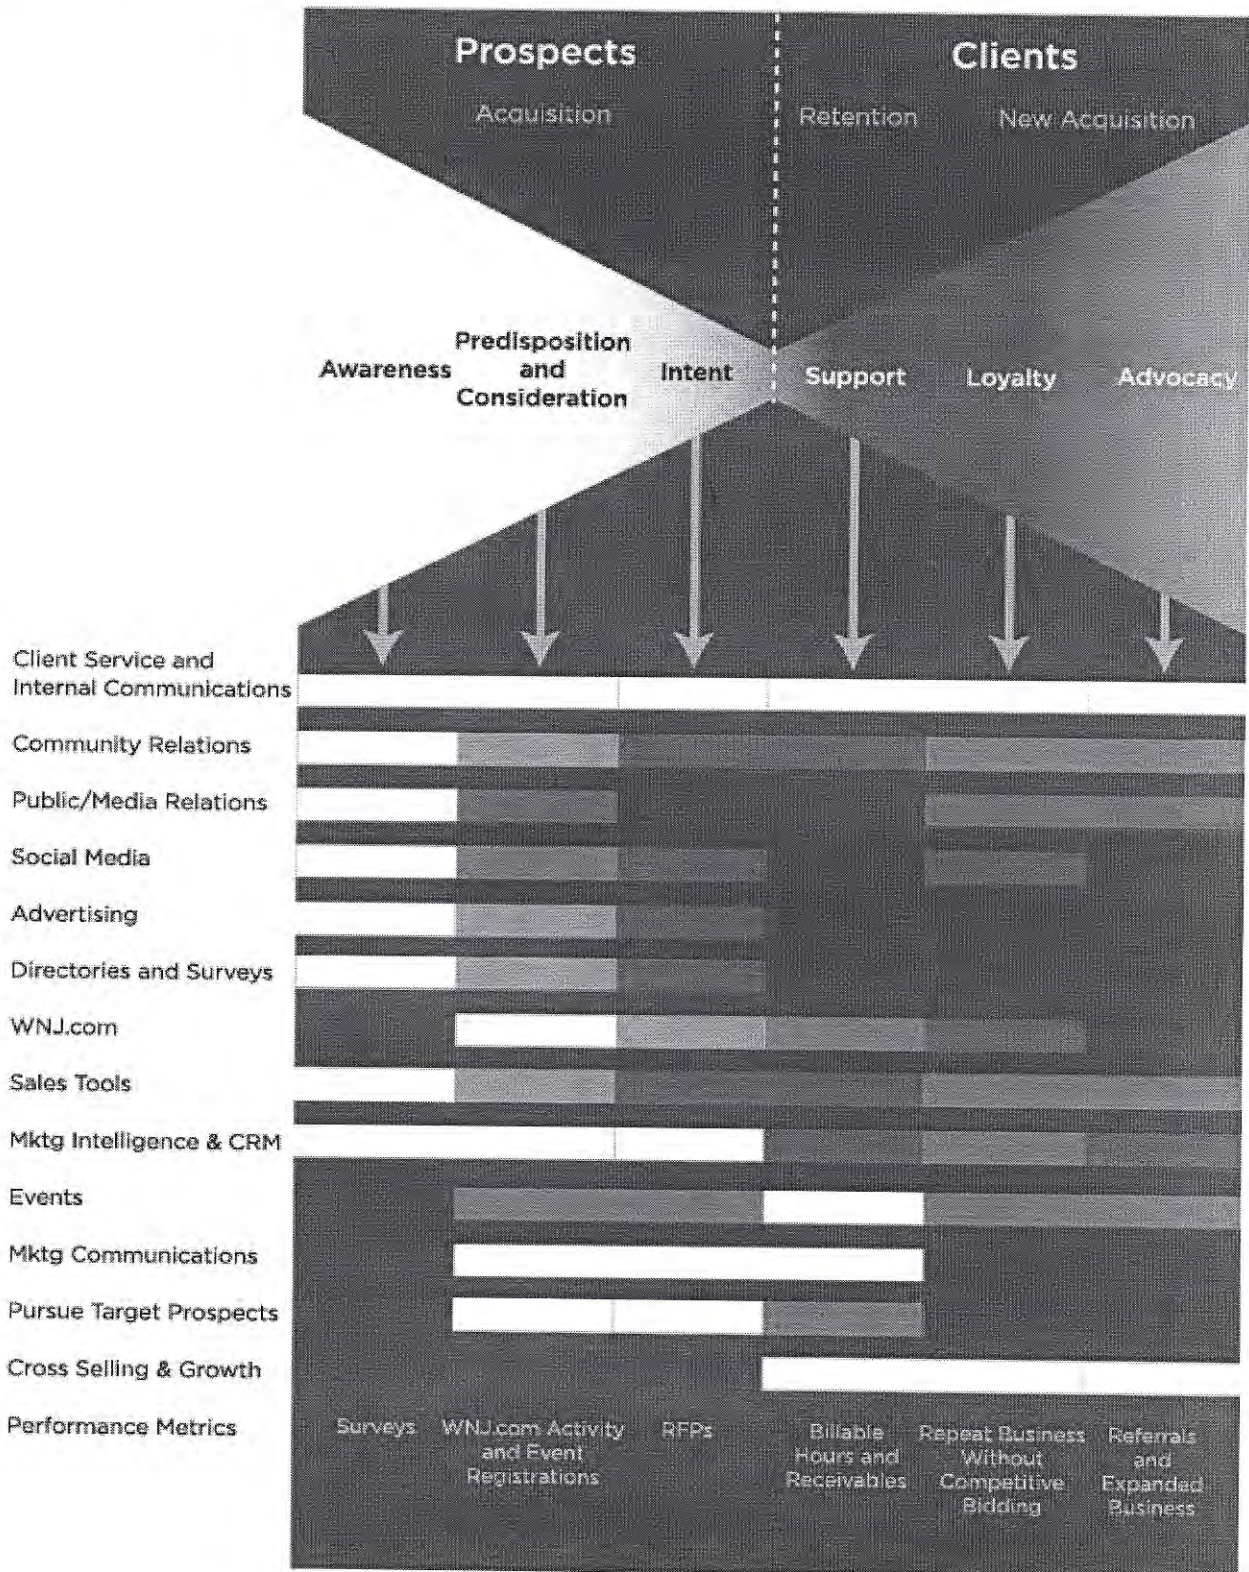 Prospects
Clients
Acquisition
Retention
New Acquisition
Awareness
Predisposition
and
Consideration
Intent
Support
Loyalty
Advocacy
Client Service and
Internal Communications
Community Relations
Public/Media Relations
Social Media
Advertising
Directories and Surveys
WNJ.com
Sales Tools
Mktg Intelligence & CRM
Events
Mktg Communications
Pursue Target Prospects
Cross Selling & Growth
Performance Metrics
Surveys
WNJ.com Activity
and Event
Registrations
RFPs
Billable
Hours and
Receivables
Repeat Business
Without
Competitive
Bidding
Referrals
and
Expanded
Business